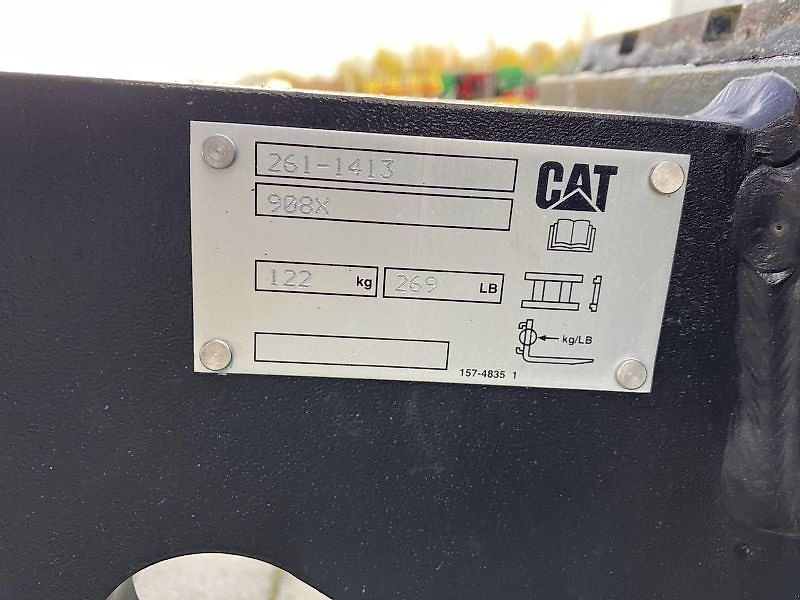 261-1413
908X
CAT
122 kg 269 LB
kg/LB
157-4835 1